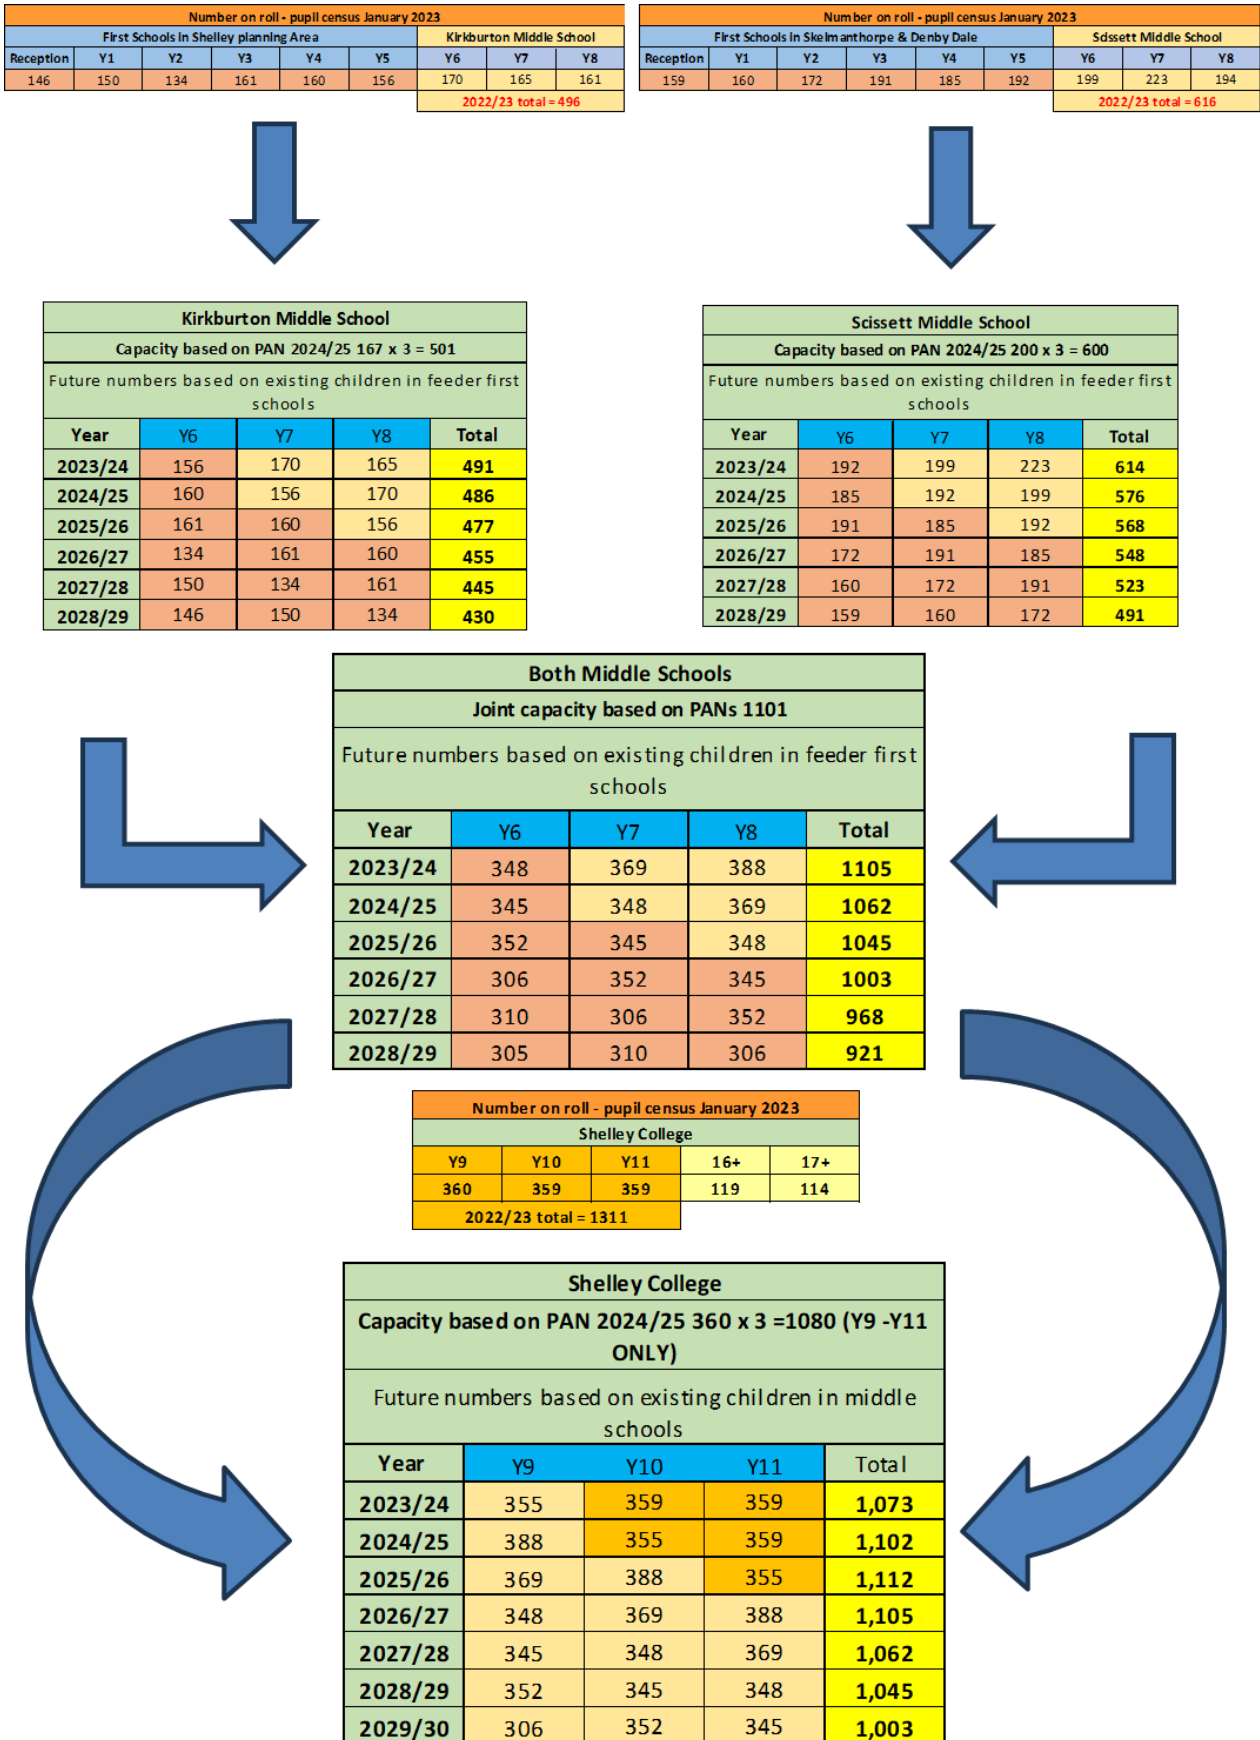 Number on roll - pupil census January 2023
First Schools in Shelley planning Area Kirkburton Middle School
Reception Y1 Y2 Y3 Y4 Y5 Y6 Y7 Y8
146 150 134 161 160 156 170 165 161
2022/23 total = 496
Number on roll - pupil census January 2023
First Schools in Skelmanthorpe & Denby Dale Scissett Middle School
Reception Y1 Y2 Y3 Y4 Y5 Y6 Y7 Y8
159 160 172 191 185 192 199 223 194
2022/23 total = 616
Kirkburton Middle School
Capacity based on PAN 2024/25 167 x 3 = 501
Future numbers based on existing children in feeder first
schools
Year Y6 Y7 Y8 Total
2023/24 156 170 165 491
2024/25 160 156 170 486
2025/26 161 160 156 477
2026/27 134 161 160 455
2027/28 150 134 161 445
2028/29 146 150 134 430
Scissett Middle School
Capacity based on PAN 2024/25 200 x 3 = 600
Future numbers based on existing children in feeder first
schools
Year Y6 Y7 Y8 Total
2023/24 192 199 223 614
2024/25 185 192 199 576
2025/26 191 185 192 568
2026/27 172 191 185 548
2027/28 160 172 191 523
2028/29 159 160 172 491
Both Middle Schools
Joint capacity based on PANs 1101
Future numbers based on existing children in feeder first
schools
Year Y6 Y7 Y8 Total
2023/24 348 369 388 1105
2024/25 345 348 369 1062
2025/26 352 345 348 1045
2026/27 306 352 345 1003
2027/28 310 306 352 968
2028/29 305 310 306 921
Number on roll - pupil census January 2023
Shelley College
Y9 Y10 Y11 16+ 17+
360 359 359 119 114
2022/23 total = 1311
Shelley College
Capacity based on PAN 2024/25 360 x 3 =1080 (Y9 -Y11
ONLY)
Future numbers based on existing children in middle
schools
Year Y9 Y10 Y11 Total
2023/24 355 359 359 1,073
2024/25 388 355 359 1,102
2025/26 369 388 355 1,112
2026/27 348 369 388 1,105
2027/28 345 348 369 1,062
2028/29 352 345 348 1,045
2029/30 306 352 345 1,003